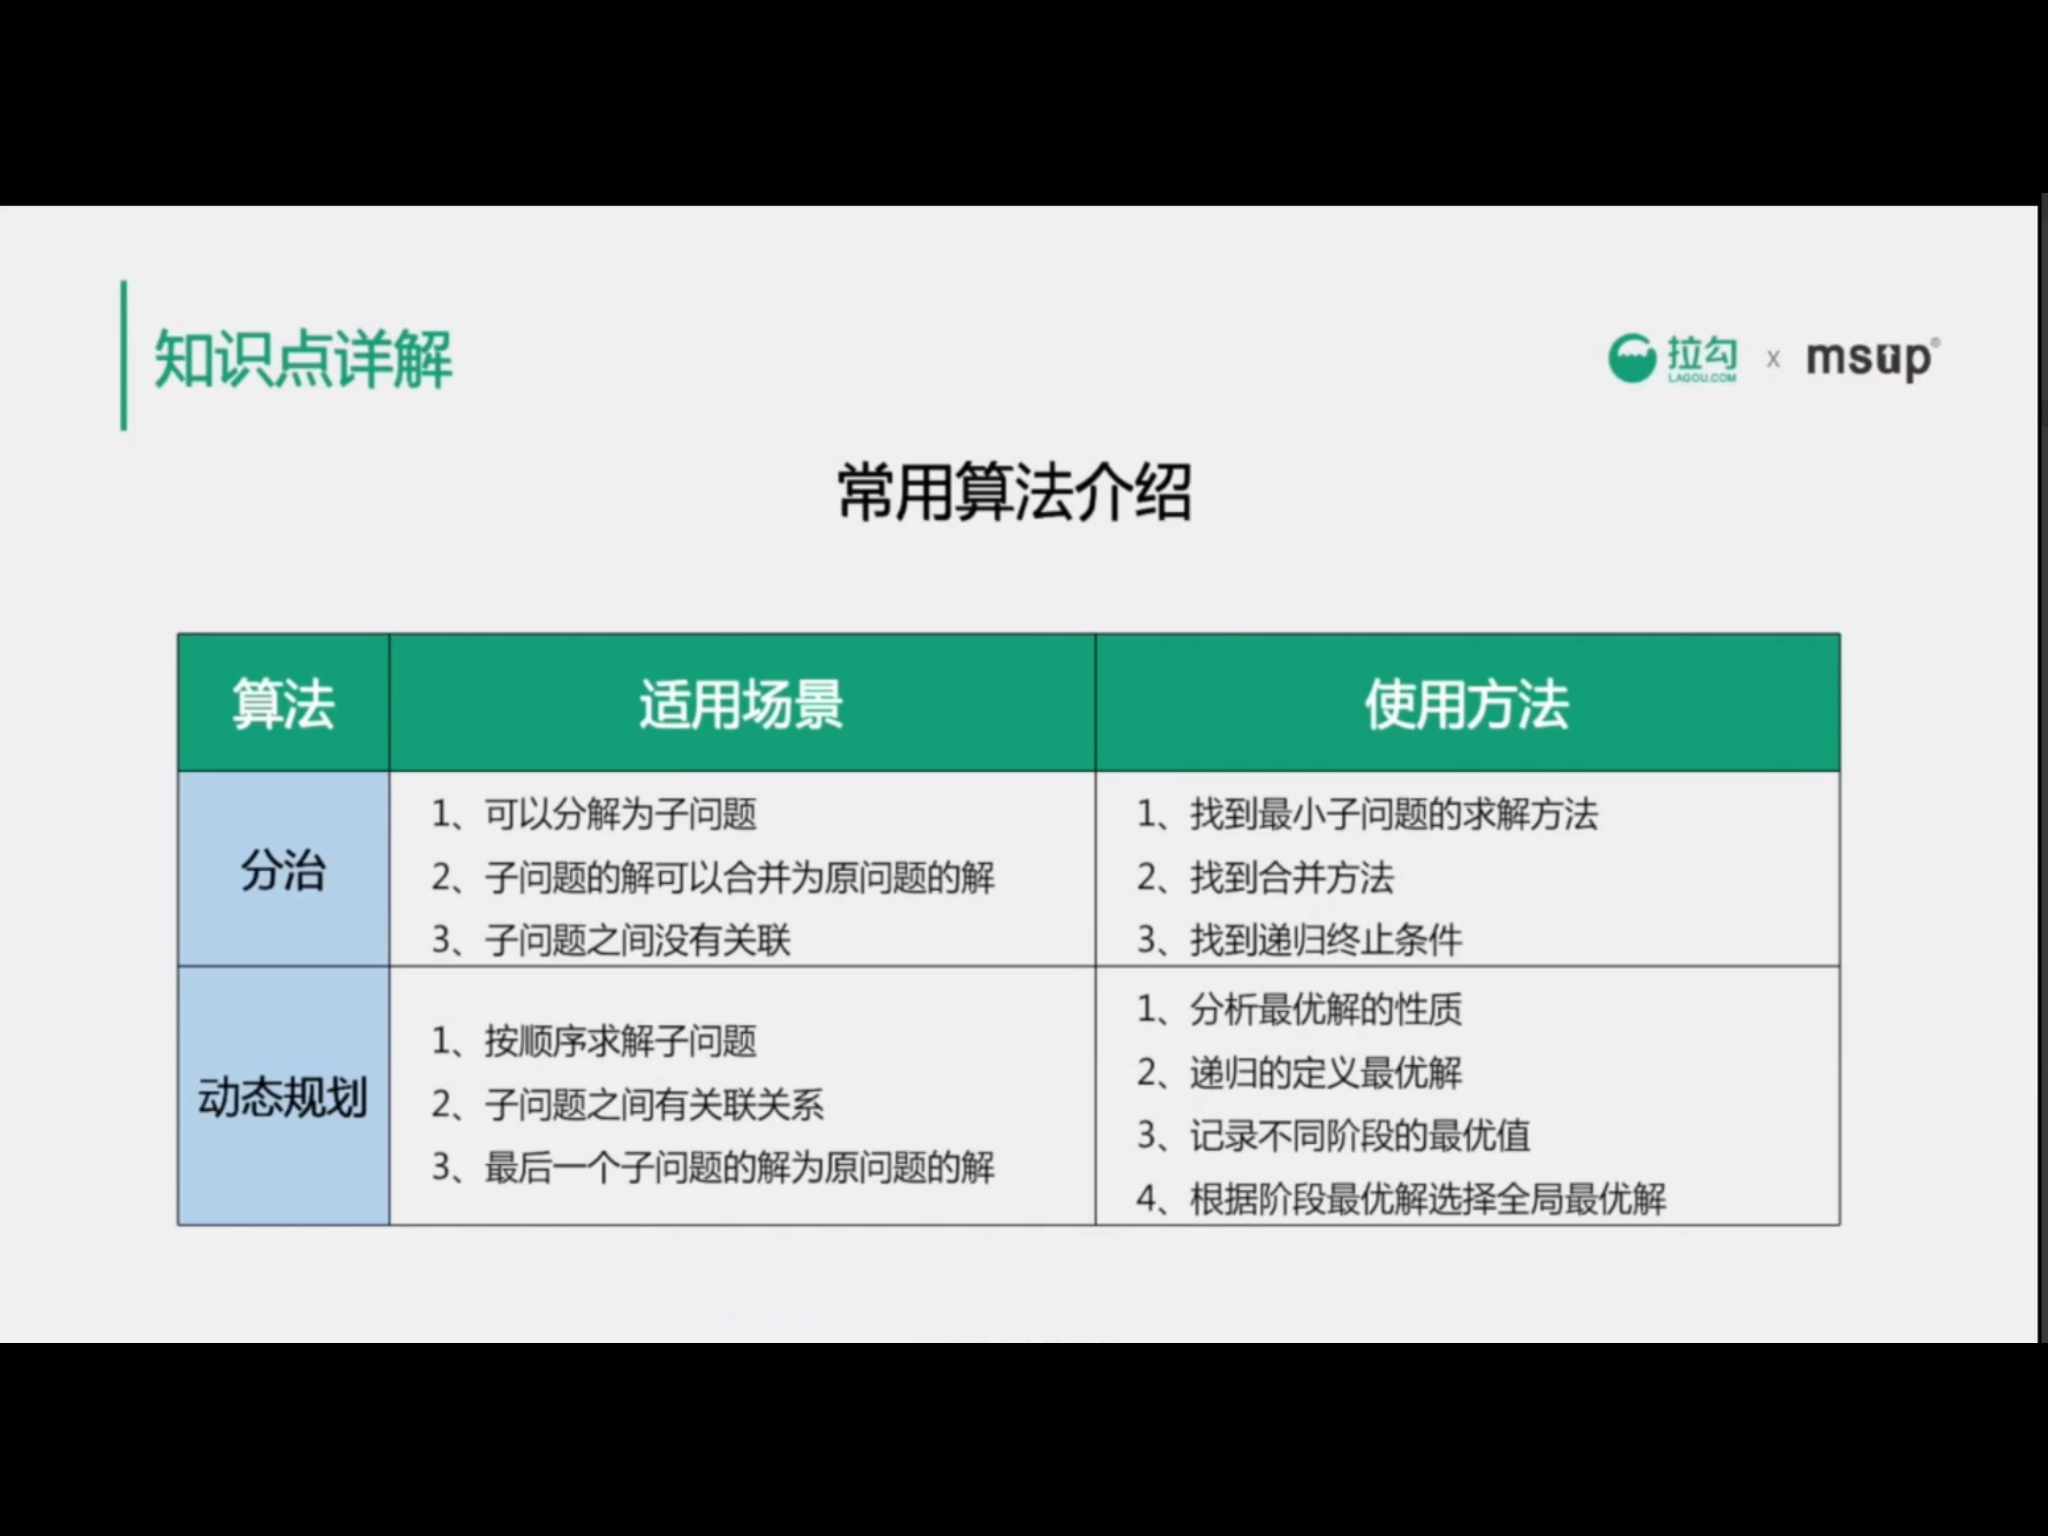 知识点详解
拉勾 x msup®
LAGOU.COM
常用算法介绍
算法 适用场景 使用方法
分治
1、可以分解为子问题
2、子问题的解可以合并为原问题的解
3、子问题之间没有关联
1、找到最小子问题的求解方法
2、找到合并方法
3、找到递归终止条件
动态规划
1、按顺序求解子问题
2、子问题之间有关联关系
3、最后一个子问题的解为原问题的解
1、分析最优解的性质
2、递归的定义最优解
3、记录不同阶段的最优值
4、根据阶段最优解选择全局最优解